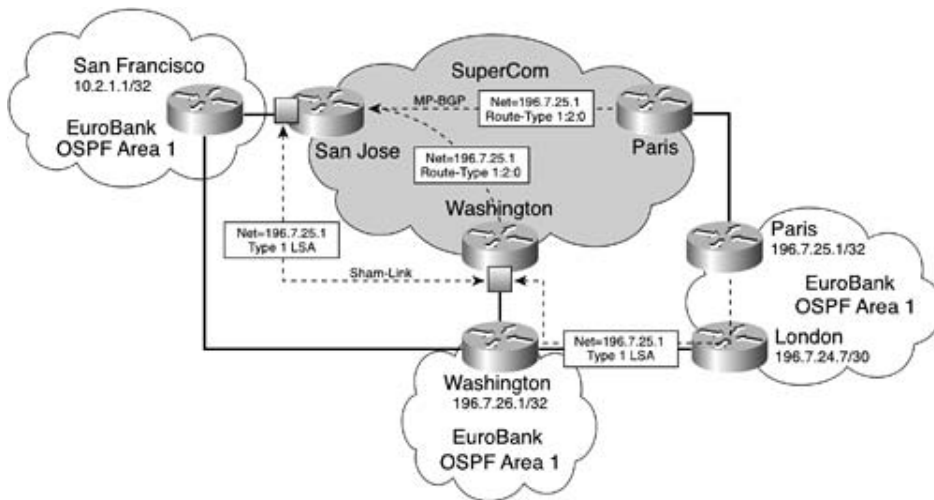 San Francisco
10.2.1.1/32
EuroBank
OSPF Area 1
SuperCom
MP-BGP
Net=196.7.25.1
Route-Type 1:2:0
San Jose
Paris
Net=196.7.25.1
Route-Type 1:2:0
Washington
Net=196.7.25.1
Type 1 LSA
Sham-Link
Paris
196.7.25.1/32
EuroBank
OSPF Area 1
London
196.7.24.7/30
Net=196.7.25.1
Type 1 LSA
Washington
196.7.26.1/32
EuroBank
OSPF Area 1